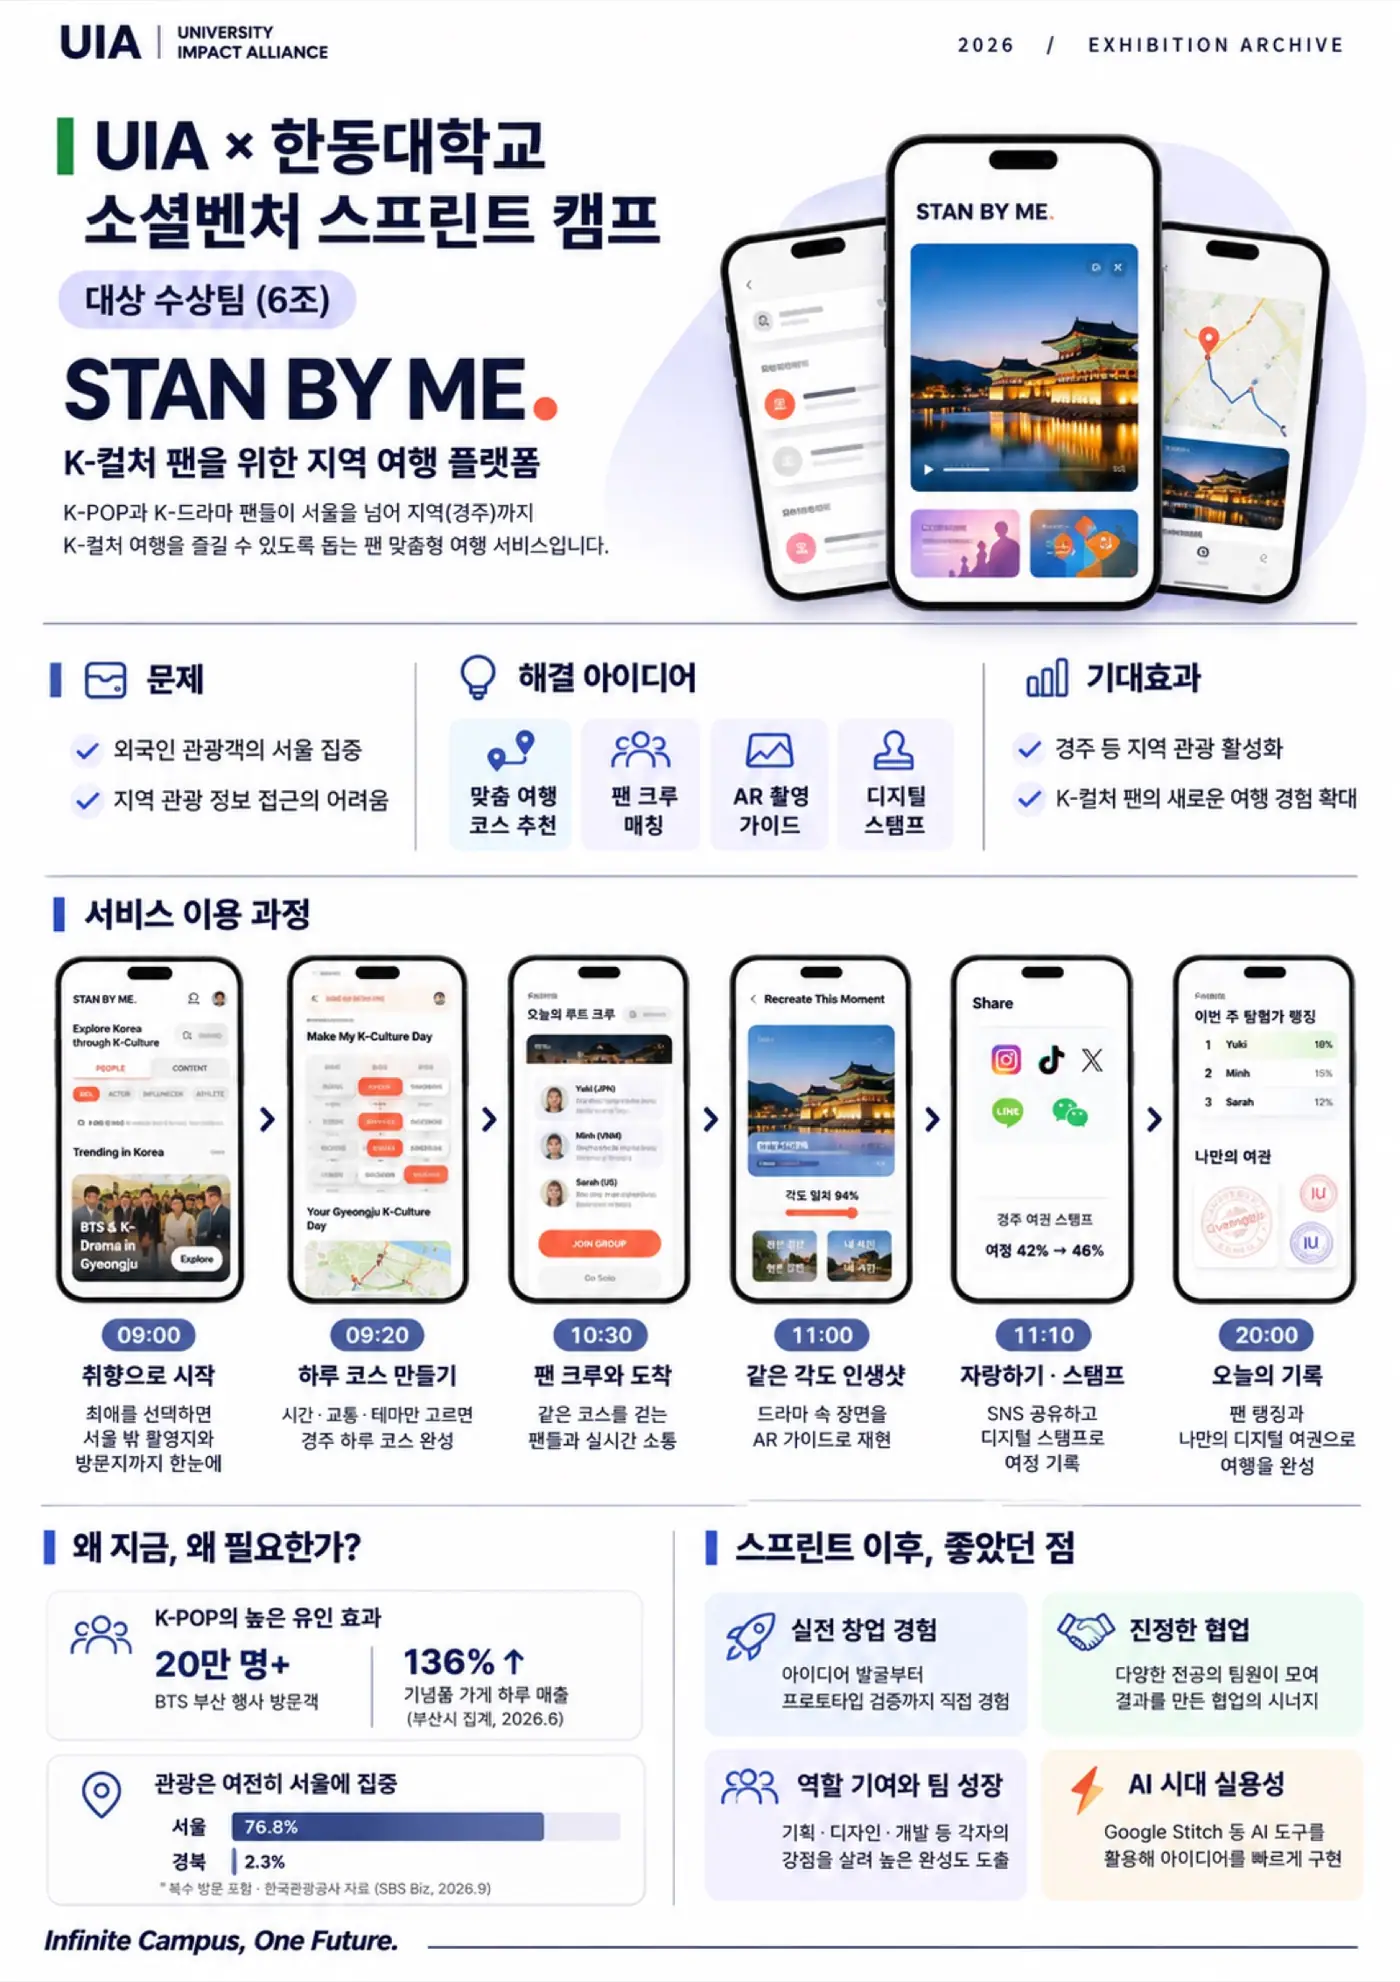 UIA
UNIVERSITY
IMPACT ALLIANCE
2026 / EXHIBITION ARCHIVE
UIA × 한동대학교
소셜벤처 스프린트 캠프
대상 수상팀 (6조)
STAN BY ME.
K-컬처 팬을 위한 지역 여행 플랫폼
K-POP과 K-드라마 팬들이 서울을 넘어 지역(경주)까지
K-컬처 여행을 즐길 수 있도록 돕는 팬 맞춤형 여행 서비스입니다.
STAN BY ME.
문제
외국인 관광객의 서울 집중
지역 관광 정보 접근의 어려움
해결 아이디어
맞춤 여행
코스 추천
팬 크루
매칭
AR 촬영
가이드
디지털
스탬프
기대효과
경주 등 지역 관광 활성화
K-컬처 팬의 새로운 여행 경험 확대
서비스 이용 과정
STAN BY ME.
Explore Korea
through K-Culture
PEOPLE
CONTENT
ACTOR
INFLUENCER
ATHLETE
Trending in Korea
BTS & K-
Drama in
Gyeongju
Explore
09:00
취향으로 시작
최애를 선댁하면
서울 밖 촬영지와
방문지까지 한눈에
Make My K-Culture Day
Your Gyeongju K-Culture
Day
09:20
하루 코스 만들기
시간 · 교통 · 테마만 고르면
경주 하루 코스 완성
오늘의 루트 크루
Yuki (JPN)
Minh (VNM)
Sarah (US)
JOIN GROUP
Go Solo
10:30
팬 크루와 도착
같은 코스를 걷는
팬들과 실시간 소통
Recreate This Moment
각도 일치 94%
11:00
같은 각도 인생샷
드라마 속 장면을
AR 가이드로 재현
Share
LINE
경주 여권 스탬프
여정 42% → 46%
11:10
자랑하기 · 스탬프
SNS 공유하고
디지털 스탬프로
여정 기록
이번 주 탐험가 랭징
1 Yuki 18%
2 Minh 15%
3 Sarah 12%
나만의 여관
IU
IU
20:00
오늘의 기록
팬 탱킹과
나만의 디지털 여권으로
여행을 완성
왜 지금, 왜 필요한가?
K-POP의 높은 유인 효과
20만 명+
BTS 부산 행사 방문객
136% ↑
기념품 가게 하루 매출
(부산시 집계, 2026.6)
관광은 여전히 서울에 집중
서울 76.8%
경북 2.3%
* 복수 방문 포함 · 한국관광공사 자료 (SBS Biz, 2026.9)
스프린트 이후, 좋았던 점
실전 창업 경험
아이디어 발굴부터
프로토타입 검증까지 직접 경험
진정한 협업
다양한 전공의 팀원이 모여
결과를 만든 협업의 시너지
역할 기여와 팀 성장
기획 · 디자인 · 개발 등 각자의
강점을 살려 높은 완성도 도출
AI 시대 실용성
Google Stitch 등 AI 도구를
활용해 아이디어를 빠르게 구현
Infinite Campus, One Future.